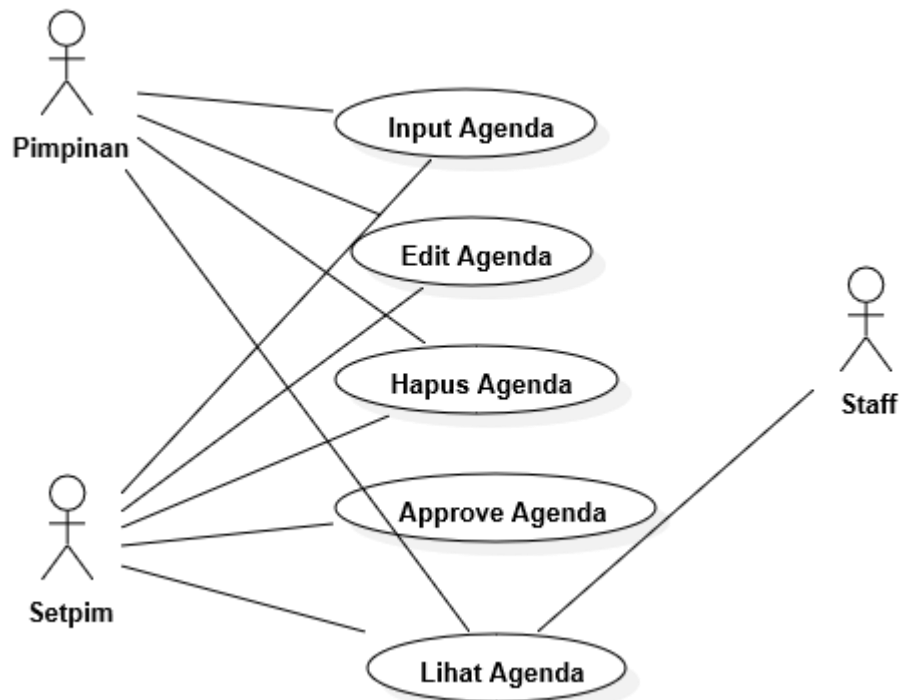 Pimpinan
Input Agenda
Edit Agenda
Hapus Agenda
Staff
Approve Agenda
Setpim
Lihat Agenda